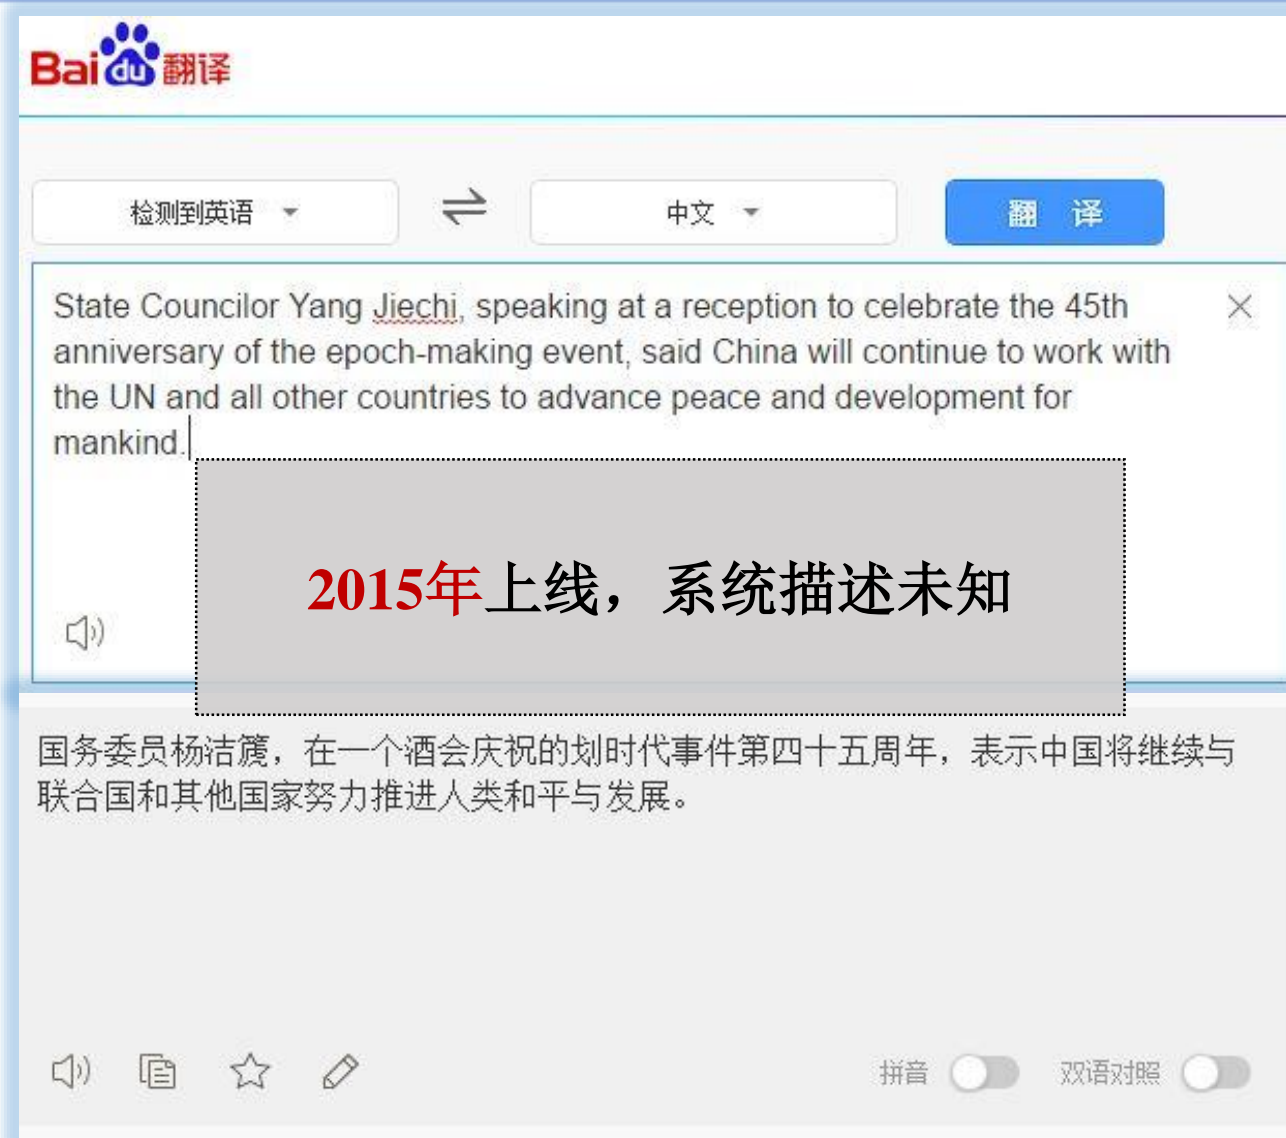 Baidu翻译
检测到英语 中文 翻 译
State Councilor Yang Jiechi, speaking at a reception to celebrate the 45th
anniversary of the epoch-making event, said China will continue to work with
the UN and all other countries to advance peace and development for
mankind.
2015年上线，系统描述未知
国务委员杨洁篪，在一个酒会庆祝的划时代事件第四十五周年，表示中国将继续与
联合国和其他国家努力推进人类和平与发展。
拼音 双语对照